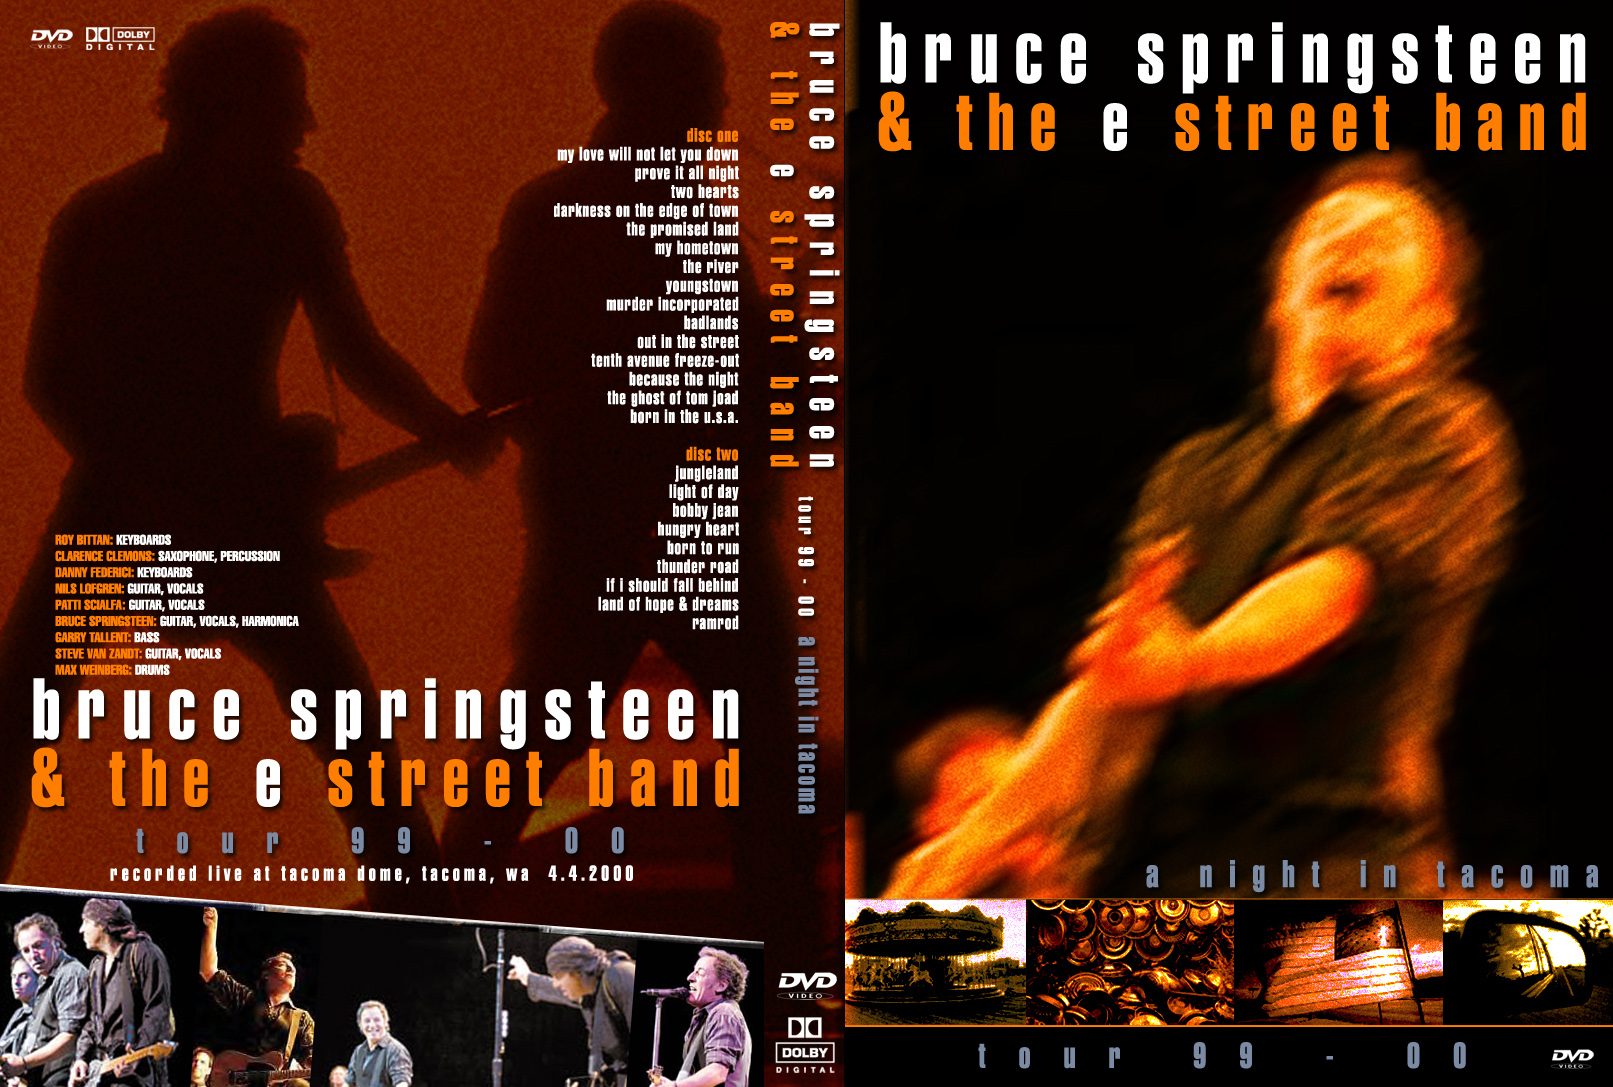 DVD
VIDEO
DOLBY
DIGITAL
disc one
my love will not let you down
prove it all night
two hearts
darkness on the edge of town
the promised land
my hometown
the river
youngstown
murder incorporated
badlands
out in the street
tenth avenue freeze-out
because the night
the ghost of tom joad
born in the u.s.a.
disc two
jungleland
light of day
bobby jean
hungry heart
born to run
thunder road
if i should fall behind
land of hope & dreams
ramrod
ROY BITTAN: KEYBOARDS
CLARENCE CLEMONS: SAXOPHONE, PERCUSSION
DANNY FEDERICI: KEYBOARDS
NILS LOFGREN: GUITAR, VOCALS
PATTI SCIALFA: GUITAR, VOCALS
BRUCE SPRINGSTEEN: GUITAR, VOCALS, HARMONICA
GARRY TALLENT: BASS
STEVE VAN ZANDT: GUITAR, VOCALS
MAX WEINBERG: DRUMS
bruce springsteen
& the e street band
tour 99 - 00
recorded live at tacoma dome, tacoma, wa 4.4.2000
bruce springsteen
& the e street band
tour 99 - 00
a night in tacoma
DVD
VIDEO
DOLBY
DIGITAL
bruce springsteen
& the e street band
a night in tacoma
tour 99 - 00
DVD
VIDEO